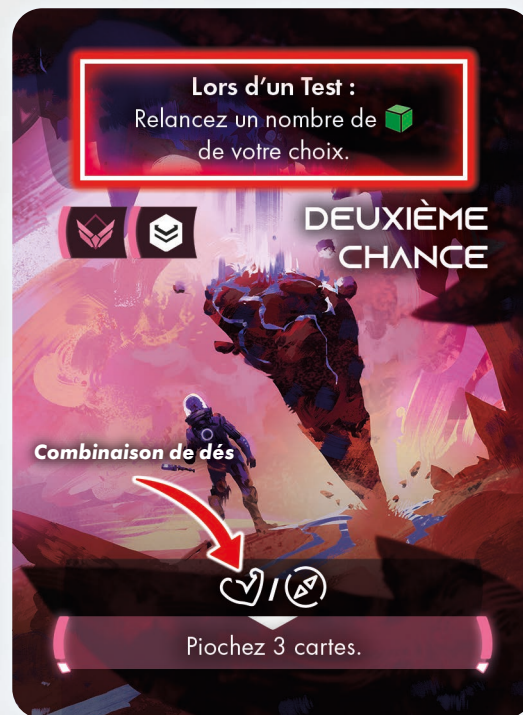 Lors d'un Test :
Relancez un nombre de
de votre choix.
DEUXIÈME
CHANCE
Combinaison de dés
/
Piochez 3 cartes.